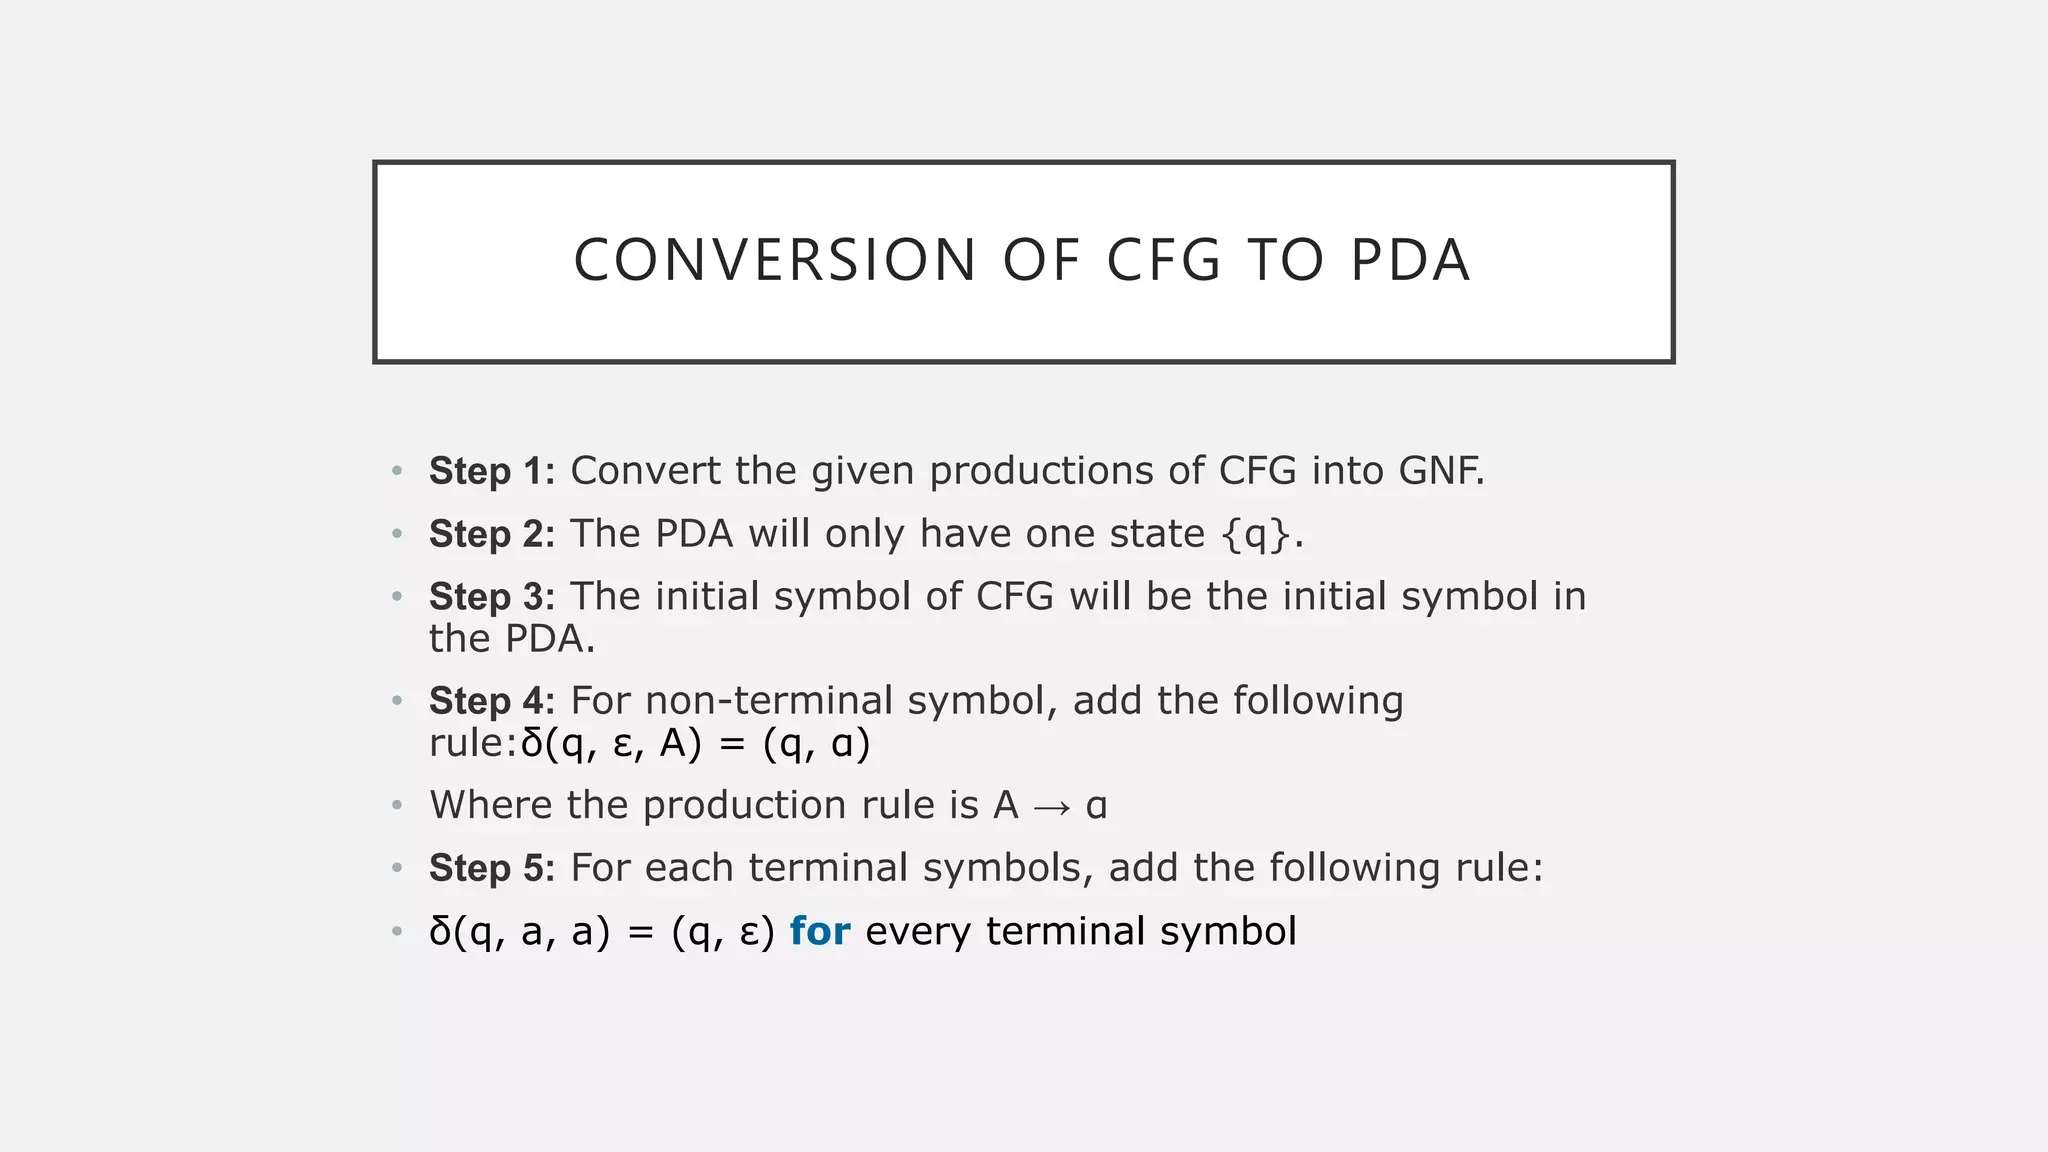 CONVERSION OF CFG TO PDA
• Step 1: Convert the given productions of CFG into GNF.
• Step 2: The PDA will only have one state {q}.
• Step 3: The initial symbol of CFG will be the initial symbol in
the PDA.
• Step 4: For non-terminal symbol, add the following
rule:δ(q, ε, A) = (q, ɑ)
• Where the production rule is A → ɑ
• Step 5: For each terminal symbols, add the following rule:
• δ(q, a, a) = (q, ε) for every terminal symbol